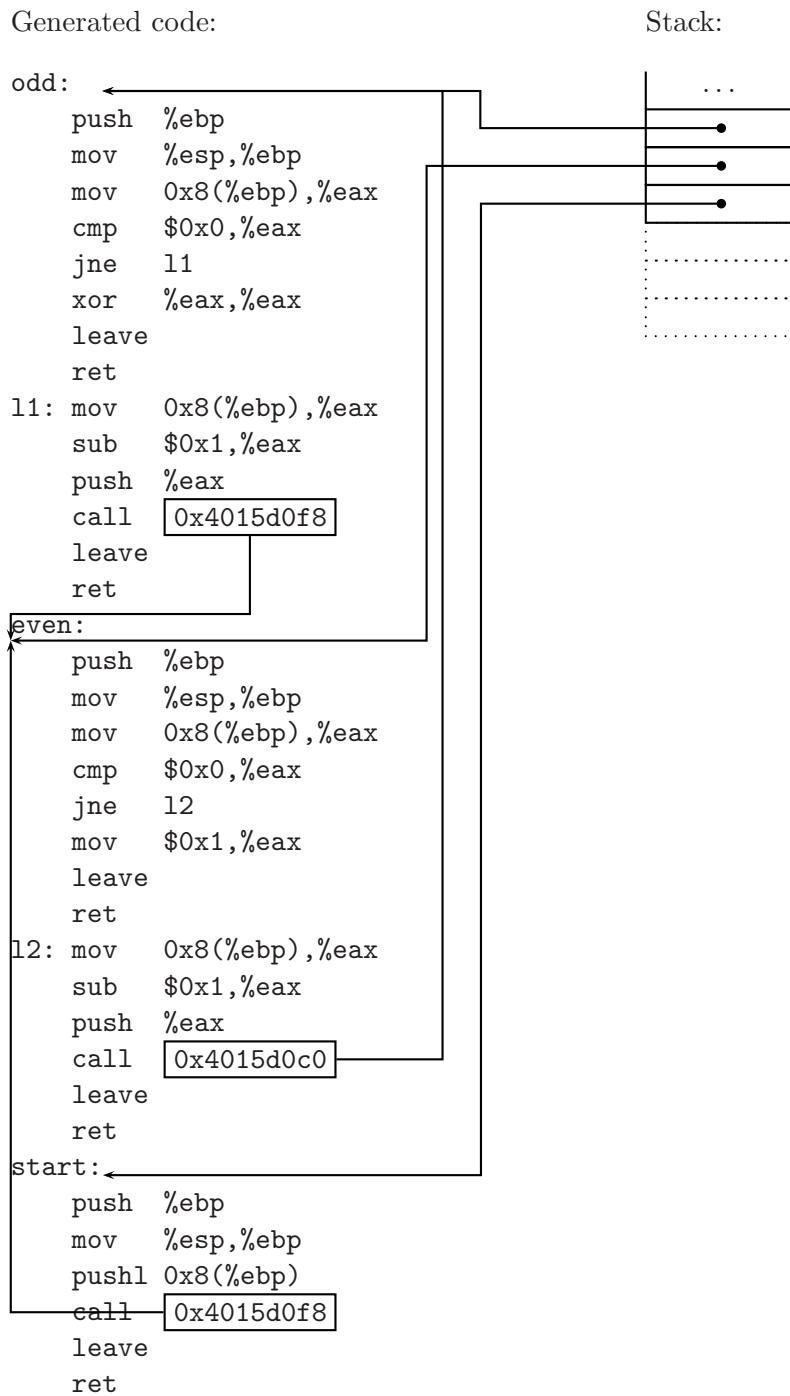 Generated code:
Stack:
odd:
...
push %ebp
mov %esp,%ebp
mov 0x8(%ebp),%eax
cmp $0x0,%eax
jne l1
xor %eax,%eax
leave
ret
l1: mov 0x8(%ebp),%eax
sub $0x1,%eax
push %eax
call 0x4015d0f8
leave
ret
even:
push %ebp
mov %esp,%ebp
mov 0x8(%ebp),%eax
cmp $0x0,%eax
jne l2
mov $0x1,%eax
leave
ret
l2: mov 0x8(%ebp),%eax
sub $0x1,%eax
push %eax
call 0x4015d0c0
leave
ret
start:
push %ebp
mov %esp,%ebp
pushl 0x8(%ebp)
call 0x4015d0f8
leave
ret